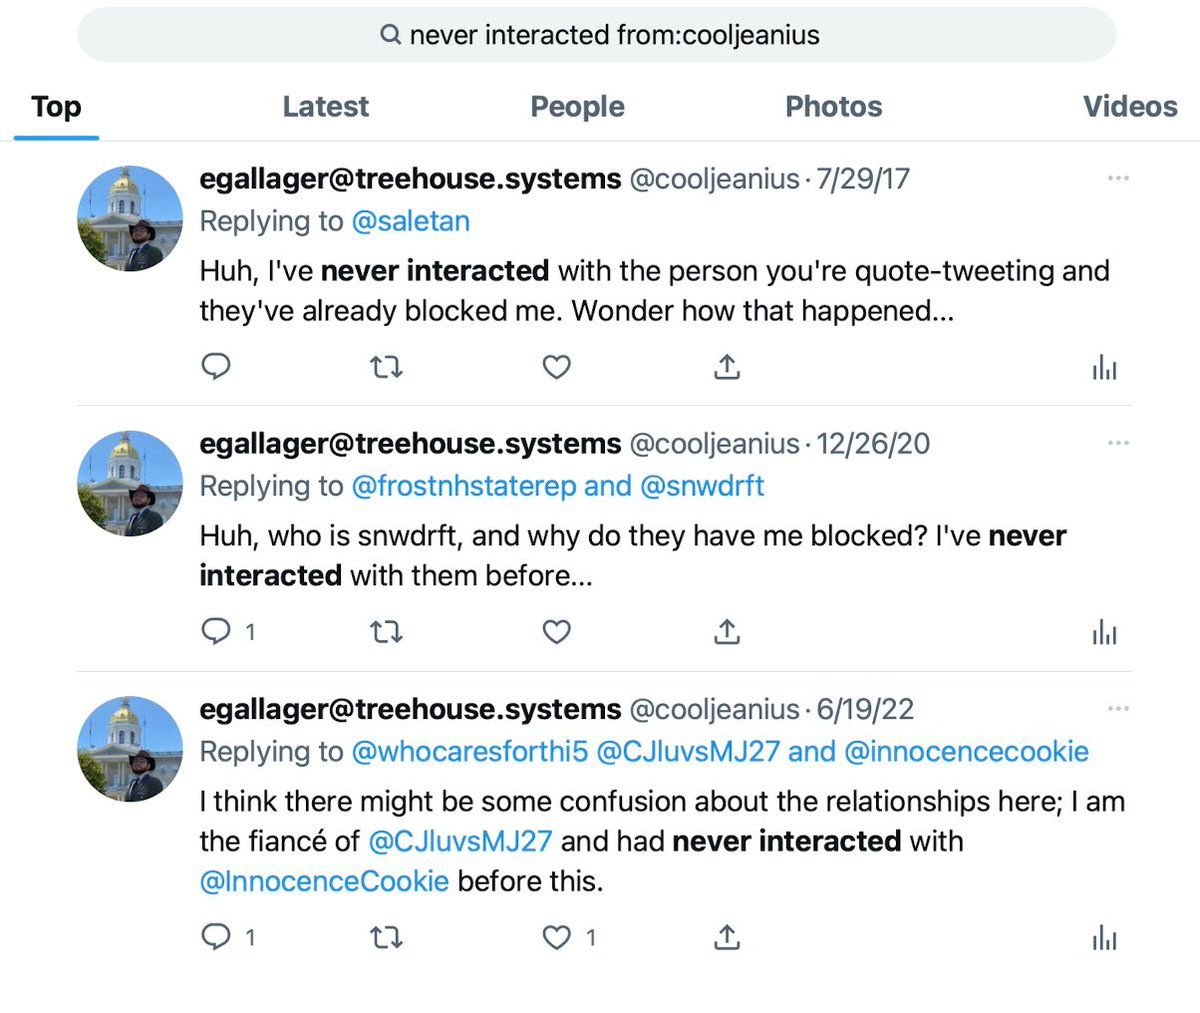 never interacted from:cooljeanius
Top Latest People Photos Videos
egallager@treehouse.systems @cooljeanius · 7/29/17
Replying to @saletan
Huh, I've never interacted with the person you're quote-tweeting and
they've already blocked me. Wonder how that happened...
egallager@treehouse.systems @cooljeanius · 12/26/20
Replying to @frostnhstaterep and @snwdrft
Huh, who is snwdrft, and why do they have me blocked? I've never
interacted with them before...
1
egallager@treehouse.systems @cooljeanius · 6/19/22
Replying to @whocaresforthi5 @CJluvsMJ27 and @innocencecookie
I think there might be some confusion about the relationships here; I am
the fiancé of @CJluvsMJ27 and had never interacted with
@InnocenceCookie before this.
1 1